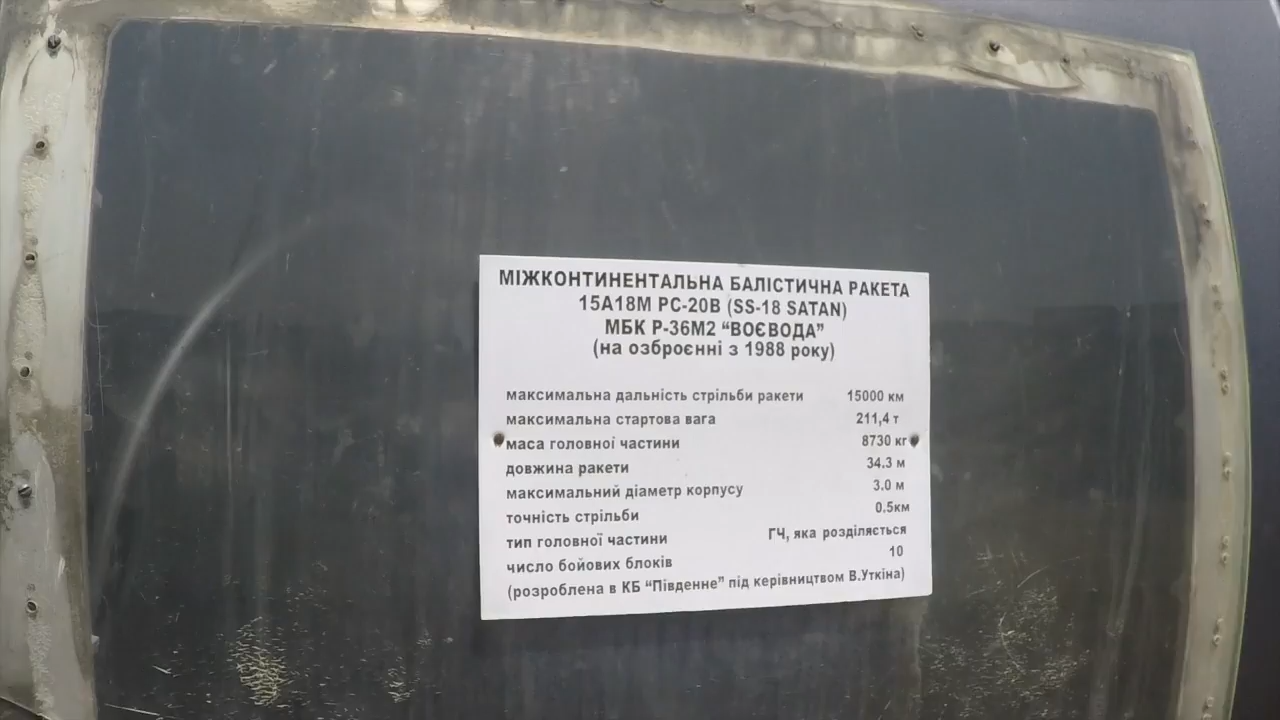 МІЖКОНТИНЕНТАЛЬНА БАЛІСТИЧНА РАКЕТА
15А18М РС-20В (SS-18 SATAN)
МБК Р-36М2 “ВОЄВОДА”
(на озброєнні з 1988 року)
максимальна дальність стрільби ракети 15000 км
максимальна стартова вага 211,4 т
маса головної частини 8730 кг
довжина ракети 34.3 м
максимальний діаметр корпусу 3.0 м
точність стрільби 0,5км
тип головної частини ГЧ, яка розділяється
число бойових блоків 10
(розроблена в КБ “Південне” під керівництвом В.Уткіна)